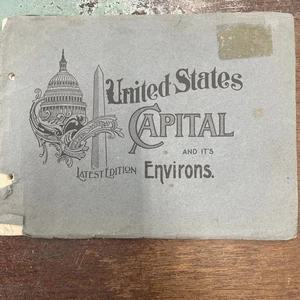 United States
CAPITAL
AND IT'S
LATEST EDITION Environs.